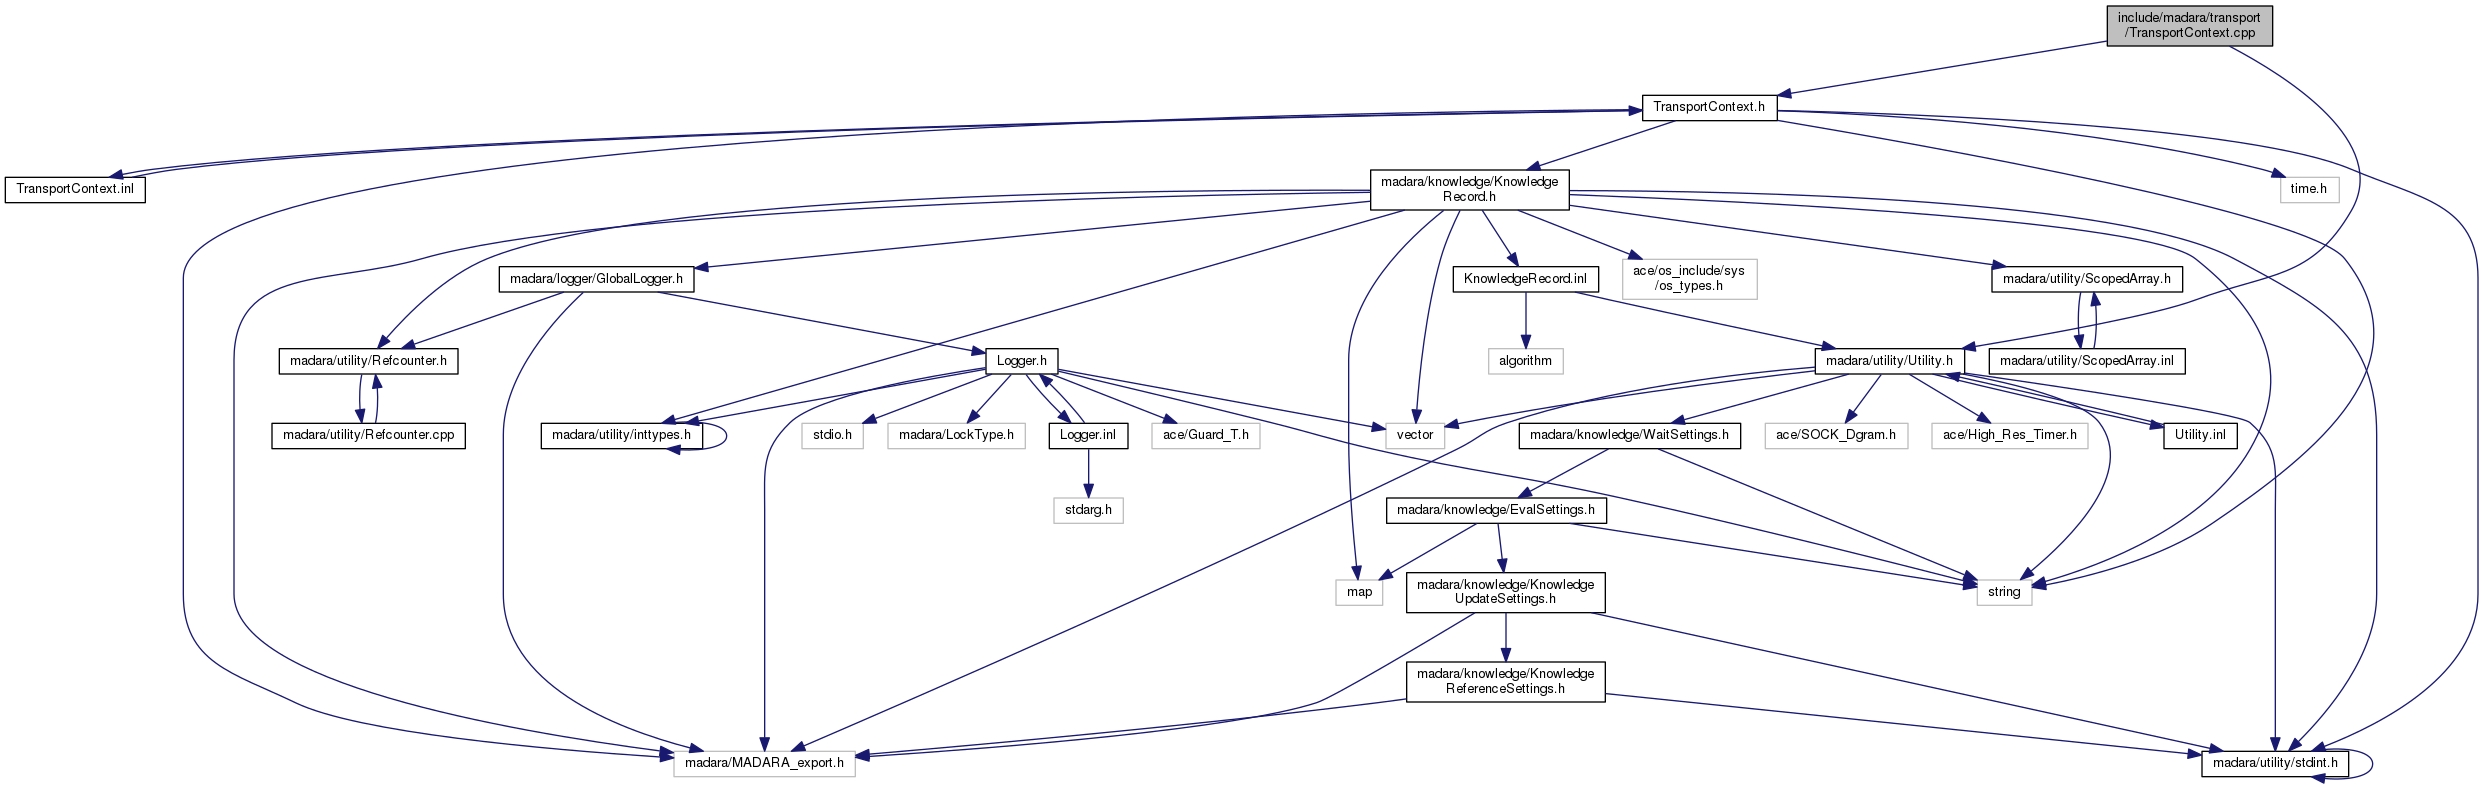 include/madara/transport
/TransportContext.cpp
TransportContext.h
TransportContext.inl
madara/knowledge/Knowledge
Record.h
time.h
madara/logger/GlobalLogger.h
KnowledgeRecord.inl
ace/os_include/sys
/os_types.h
madara/utility/ScopedArray.h
madara/utility/Refcounter.h
Logger.h
algorithm
madara/utility/Utility.h
madara/utility/ScopedArray.inl
madara/utility/Refcounter.cpp
madara/utility/inttypes.h
stdio.h
madara/LockType.h
Logger.inl
ace/Guard_T.h
vector
madara/knowledge/WaitSettings.h
ace/SOCK_Dgram.h
ace/High_Res_Timer.h
Utility.inl
stdarg.h
madara/knowledge/EvalSettings.h
map
madara/knowledge/Knowledge
UpdateSettings.h
string
madara/knowledge/Knowledge
ReferenceSettings.h
madara/MADARA_export.h
madara/utility/stdint.h